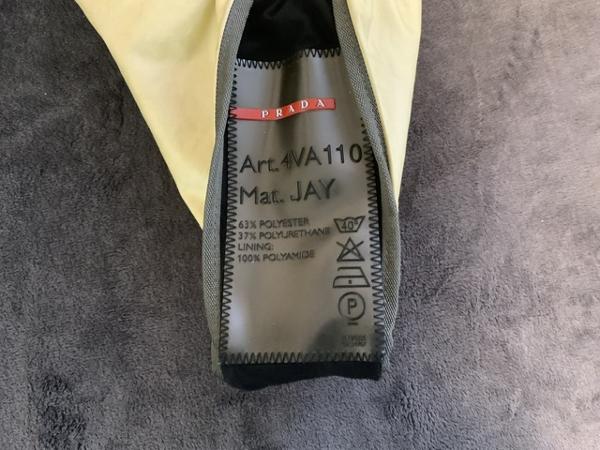 PRADA
Art. 4VA110
Mat. JAY
63% POLYESTER
37% POLYURETHANE
LINING:
100% POLYAMIDE
40°
P